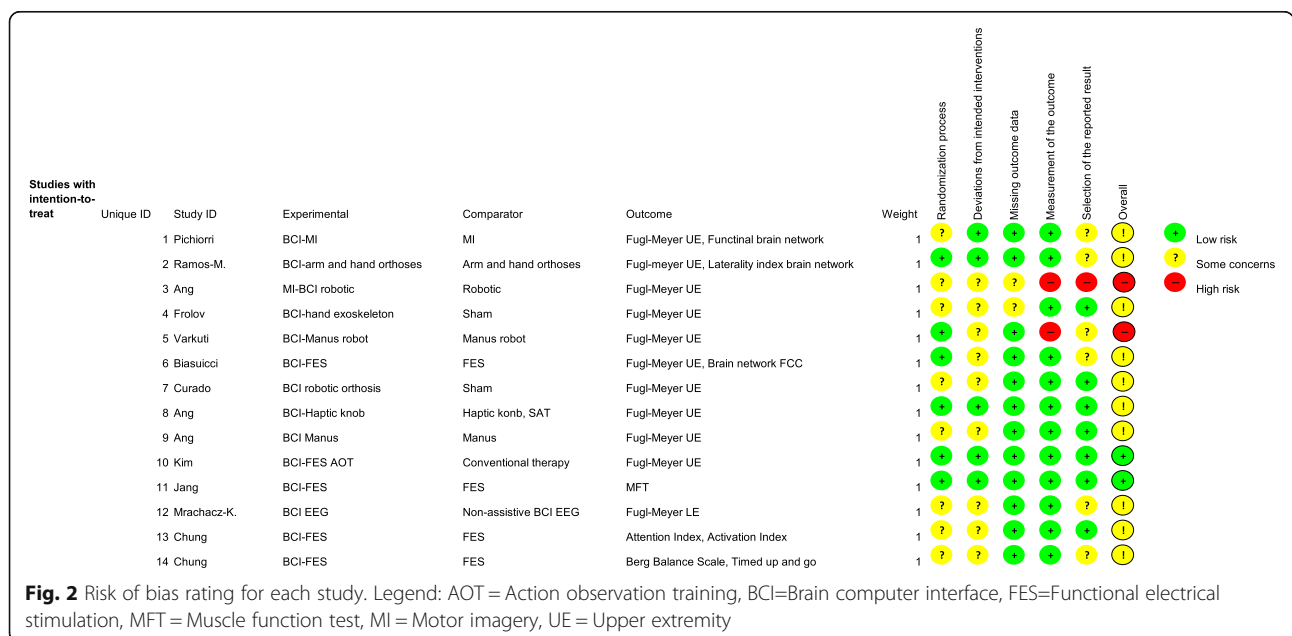 Studies with intention-to-treat Unique ID Study ID Experimental Comparator Outcome Weight Randomization process Deviations from intended interventions Missing outcome data Measurement of the outcome Selection of the reported result Overall
1 Pichiorri BCI-MI MI Fugl-Meyer UE, Functinal brain network 1 ? + + + ? !
2 Ramos-M. BCI-arm and hand orthoses Arm and hand orthoses Fugl-meyer UE, Laterality index brain network 1 + + + + ? !
3 Ang MI-BCI robotic Robotic Fugl-Meyer UE 1 ? ? ? − − −
4 Frolov BCI-hand exoskeleton Sham Fugl-Meyer UE 1 ? ? ? + + !
5 Varkuti BCI-Manus robot Manus robot Fugl-Meyer UE 1 + ? + − ? −
6 Biasuicci BCI-FES FES Fugl-Meyer UE, Brain network FCC 1 + ? + + ? !
7 Curado BCI robotic orthosis Sham Fugl-Meyer UE 1 ? ? + + + !
8 Ang BCI-Haptic knob Haptic konb, SAT Fugl-Meyer UE 1 + + + + + !
9 Ang BCI Manus Manus Fugl-Meyer UE 1 ? ? + + + !
10 Kim BCI-FES AOT Conventional therapy Fugl-Meyer UE 1 + + + + + +
11 Jang BCI-FES FES MFT 1 + + + + + +
12 Mrachacz-K. BCI EEG Non-assistive BCI EEG Fugl-Meyer LE 1 ? ? + + ? !
13 Chung BCI-FES FES Attention Index, Activation Index 1 ? ? + + + !
14 Chung BCI-FES FES Berg Balance Scale, Timed up and go 1 ? ? + + ? !
+ Low risk
? Some concerns
− High risk
Fig. 2 Risk of bias rating for each study. Legend: AOT = Action observation training, BCI=Brain computer interface, FES=Functional electrical
stimulation, MFT = Muscle function test, MI = Motor imagery, UE = Upper extremity